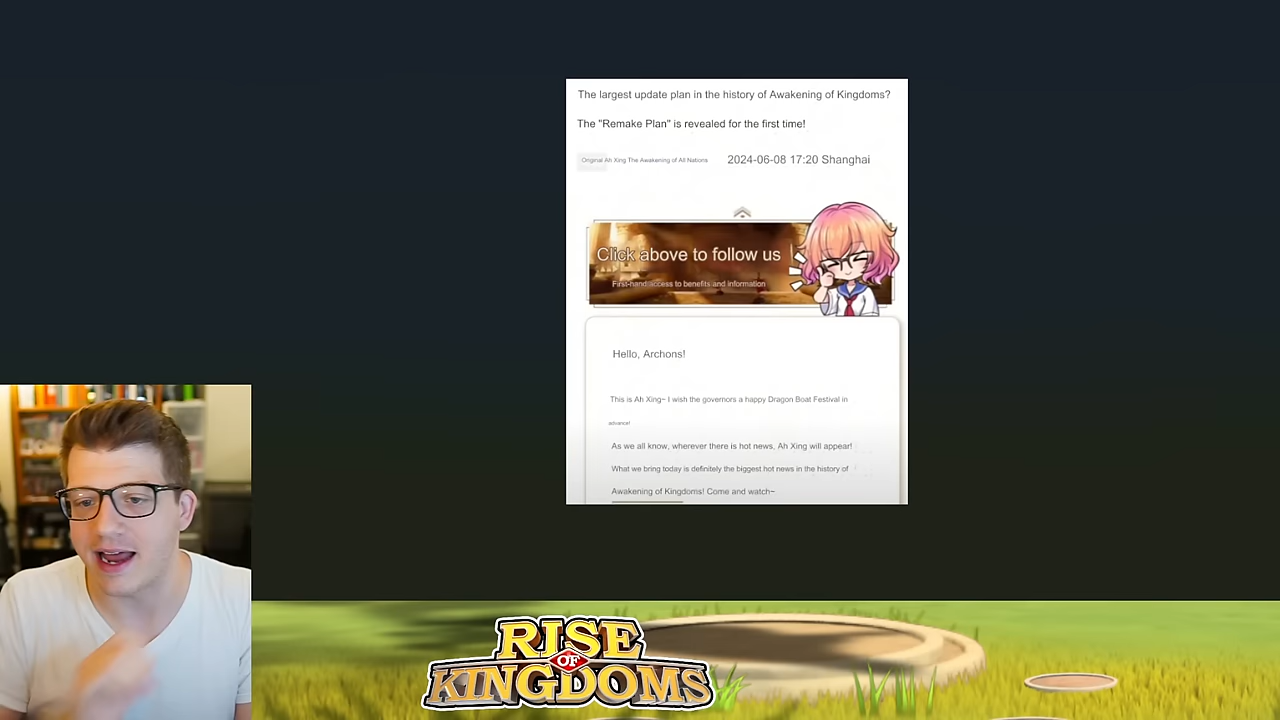 The largest update plan in the history of Awakening of Kingdoms?
The "Remake Plan" is revealed for the first time!
Original Ah Xing The Awakening of All Nations 2024-06-08 17:20 Shanghai
Click above to follow us
First-hand access to benefits and information
Hello, Archons!
This is Ah Xing~ I wish the governors a happy Dragon Boat Festival in
advance!
As we all know, wherever there is hot news, Ah Xing will appear!
What we bring today is definitely the biggest hot news in the history of
Awakening of Kingdoms! Come and watch~
RISE
OF
KINGDOMS